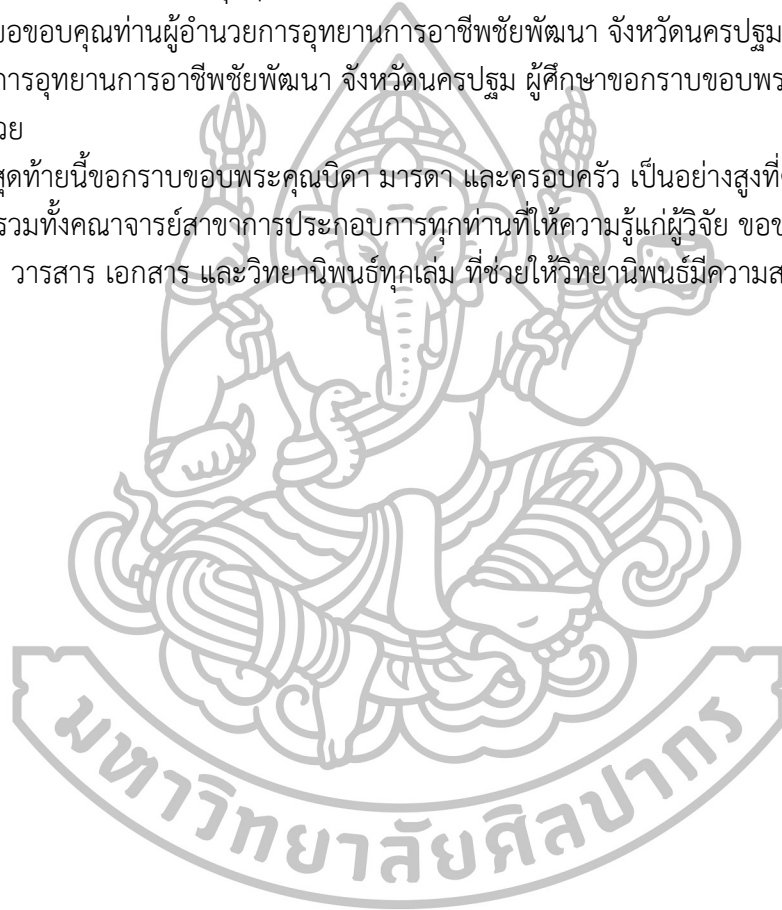 ขอขอบคุณท่านผู้อำนวยการอุทยานการอาชีพชัยพัฒนา จังหวัดนครปฐม
การอุทยานการอาชีพชัยพัฒนา จังหวัดนครปฐม ผู้ศึกษาขอกราบขอบพร
วย
สุดท้ายนี้ขอกราบขอบพระคุณบิดา มารดา และครอบครัว เป็นอย่างสูงที่
รวมทั้งคณาจารย์สาขาการประกอบการทุกท่านที่ให้ความรู้แก่ผู้วิจัย ขอข
วารสาร เอกสาร และวิทยานิพนธ์ทุกเล่ม ที่ช่วยให้วิทยานิพนธ์มีความส
มหาวิทยาลัยศิลปากร